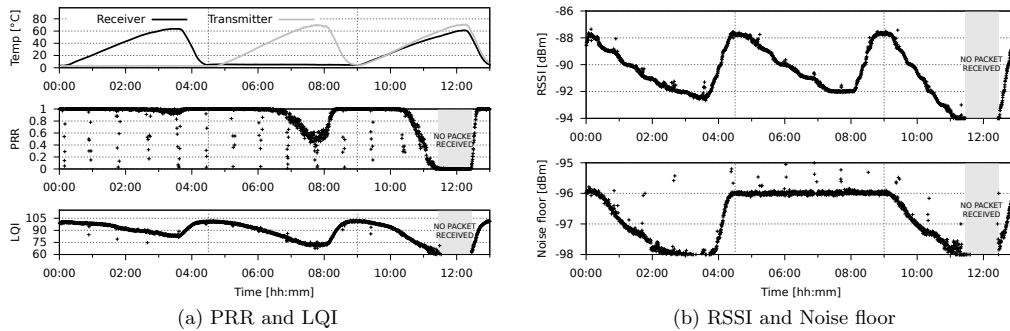 Receiver Transmitter
Temp [°C]
80
60
40
20
0
00:00 02:00 04:00 06:00 08:00 10:00 12:00
PRR
1
0.8
0.6
0.4
0.2
0
NO PACKET
RECEIVED
00:00 02:00 04:00 06:00 08:00 10:00 12:00
LQI
105
90
75
60
NO PACKET
RECEIVED
00:00 02:00 04:00 06:00 08:00 10:00 12:00
Time [hh:mm]
(a) PRR and LQI
RSSI [dBm]
-86
-88
-90
-92
-94
NO PACKET
RECEIVED
00:00 02:00 04:00 06:00 08:00 10:00 12:00
Noise floor [dBm]
-95
-96
-97
-98
NO PACKET
RECEIVED
00:00 02:00 04:00 06:00 08:00 10:00 12:00
Time [hh:mm]
(b) RSSI and Noise floor